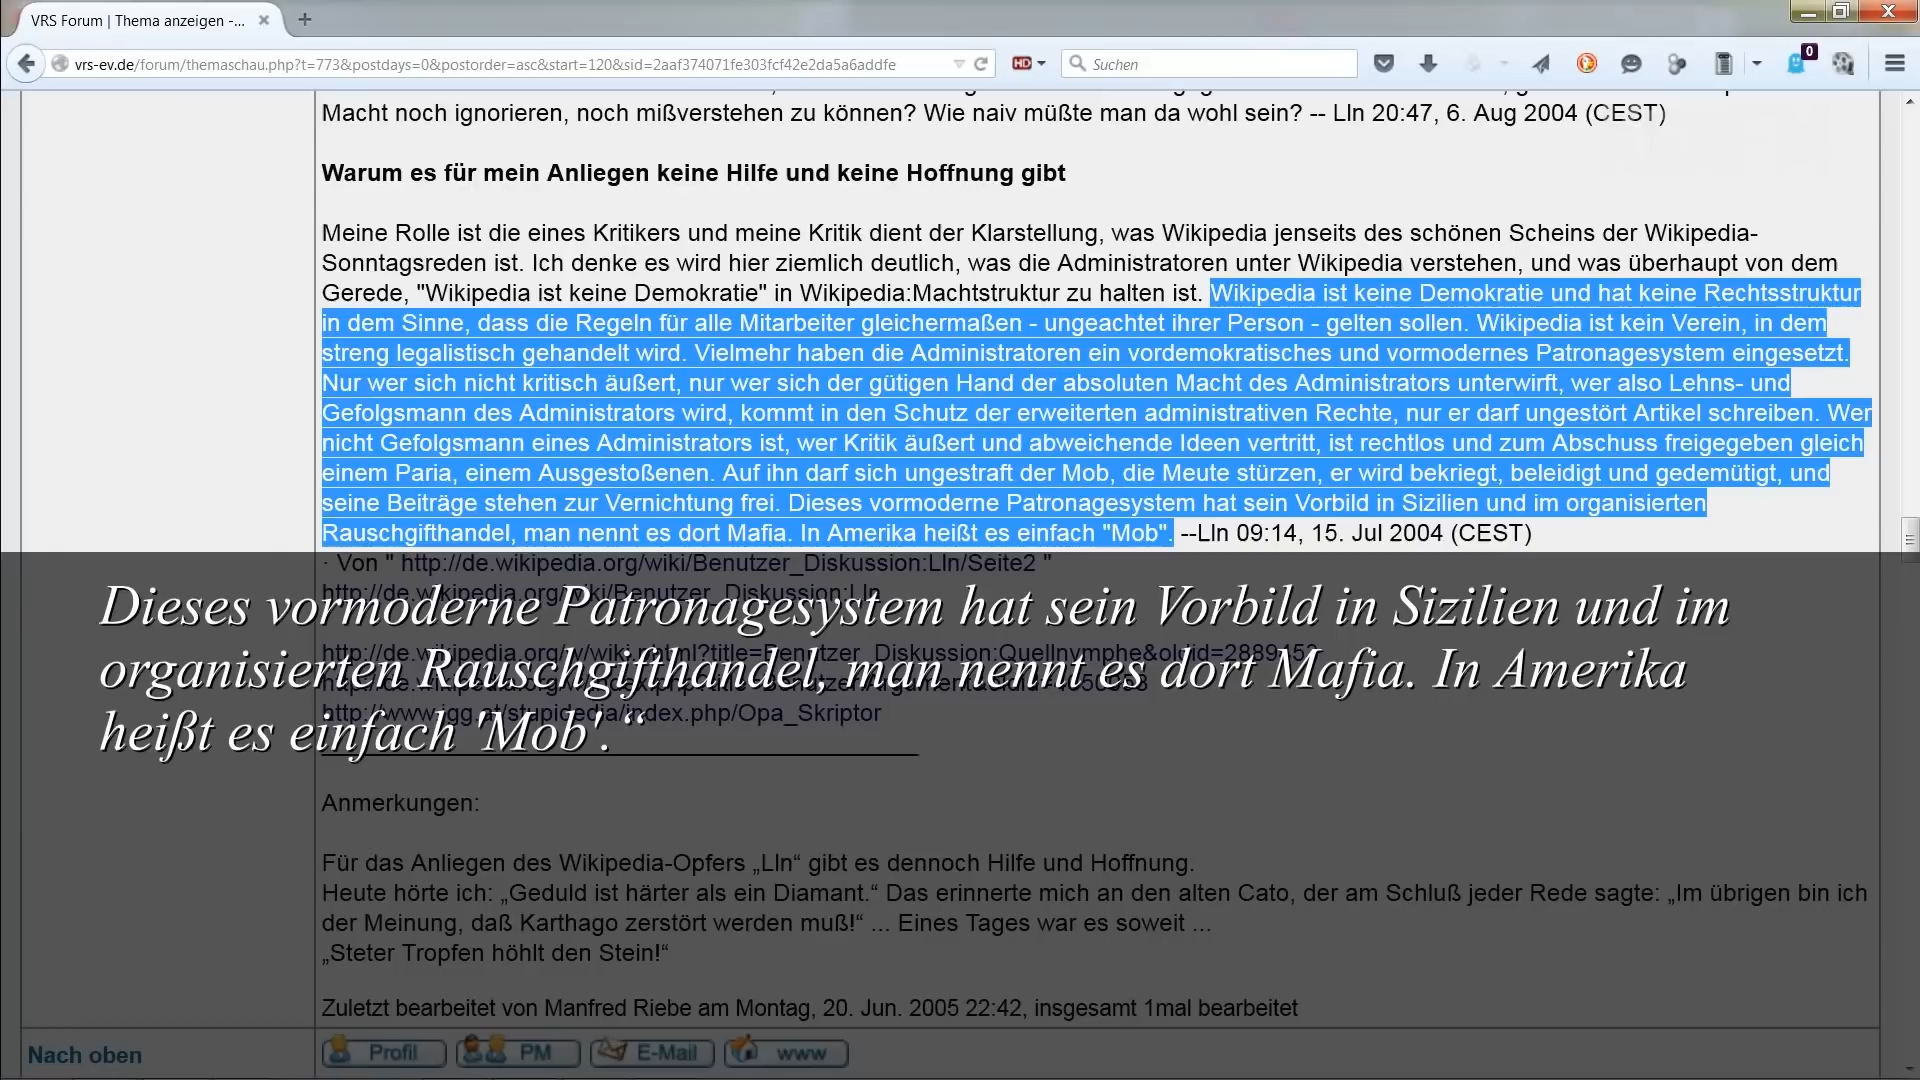 VRS Forum | Thema anzeigen -...
vrs-ev.de/forum/themaschau.php?t=773&postdays=0&postorder=asc&start=120&sid=2aaf374071fe303fcf42e2da5a6addfe
HD
Suchen
0
Macht noch ignorieren, noch mißverstehen zu können? Wie naiv müßte man da wohl sein? -- Lln 20:47, 6. Aug 2004 (CEST)
Warum es für mein Anliegen keine Hilfe und keine Hoffnung gibt
Meine Rolle ist die eines Kritikers und meine Kritik dient der Klarstellung, was Wikipedia jenseits des schönen Scheins der Wikipedia-
Sonntagsreden ist. Ich denke es wird hier ziemlich deutlich, was die Administratoren unter Wikipedia verstehen, und was überhaupt von dem
Gerede, "Wikipedia ist keine Demokratie" in Wikipedia:Machtstruktur zu halten ist. Wikipedia ist keine Demokratie und hat keine Rechtsstruktur
in dem Sinne, dass die Regeln für alle Mitarbeiter gleichermaßen - ungeachtet ihrer Person - gelten sollen. Wikipedia ist kein Verein, in dem
streng legalistisch gehandelt wird. Vielmehr haben die Administratoren ein vordemokratisches und vormodernes Patronagesystem eingesetzt.
Nur wer sich nicht kritisch äußert, nur wer sich der gütigen Hand der absoluten Macht des Administrators unterwirft, wer also Lehns- und
Gefolgsmann des Administrators wird, kommt in den Schutz der erweiterten administrativen Rechte, nur er darf ungestört Artikel schreiben. Wer
nicht Gefolgsmann eines Administrators ist, wer Kritik äußert und abweichende Ideen vertritt, ist rechtlos und zum Abschuss freigegeben gleich
einem Paria, einem Ausgestoßenen. Auf ihn darf sich ungestraft der Mob, die Meute stürzen, er wird bekriegt, beleidigt und gedemütigt, und
seine Beiträge stehen zur Vernichtung frei. Dieses vormoderne Patronagesystem hat sein Vorbild in Sizilien und im organisierten
Rauschgifthandel, man nennt es dort Mafia. In Amerika heißt es einfach "Mob". --Lln 09:14, 15. Jul 2004 (CEST)
· Von " http://de.wikipedia.org/wiki/Benutzer_Diskussion:Lln/Seite2 "
http://de.wikipedia.org/wiki/Benutzer_Diskussion:Lln
Dieses vormoderne Patronagesystem hat sein Vorbild in Sizilien und im
organisierten Rauschgifthandel, man nennt es dort Mafia. In Amerika
http://www.igg.at/stupidedia/index.php/Opa_Skriptor
heißt es einfach 'Mob'.“
Anmerkungen:
Für das Anliegen des Wikipedia-Opfers „Lln“ gibt es dennoch Hilfe und Hoffnung.
Heute hörte ich: „Geduld ist härter als ein Diamant.“ Das erinnerte mich an den alten Cato, der am Schluß jeder Rede sagte: „Im übrigen bin ich
der Meinung, daß Karthago zerstört werden muß!“ ... Eines Tages war es soweit ...
„Steter Tropfen höhlt den Stein!“
Zuletzt bearbeitet von Manfred Riebe am Montag, 20. Jun. 2005 22:42, insgesamt 1mal bearbeitet
Nach oben
Profil PM E-Mail www